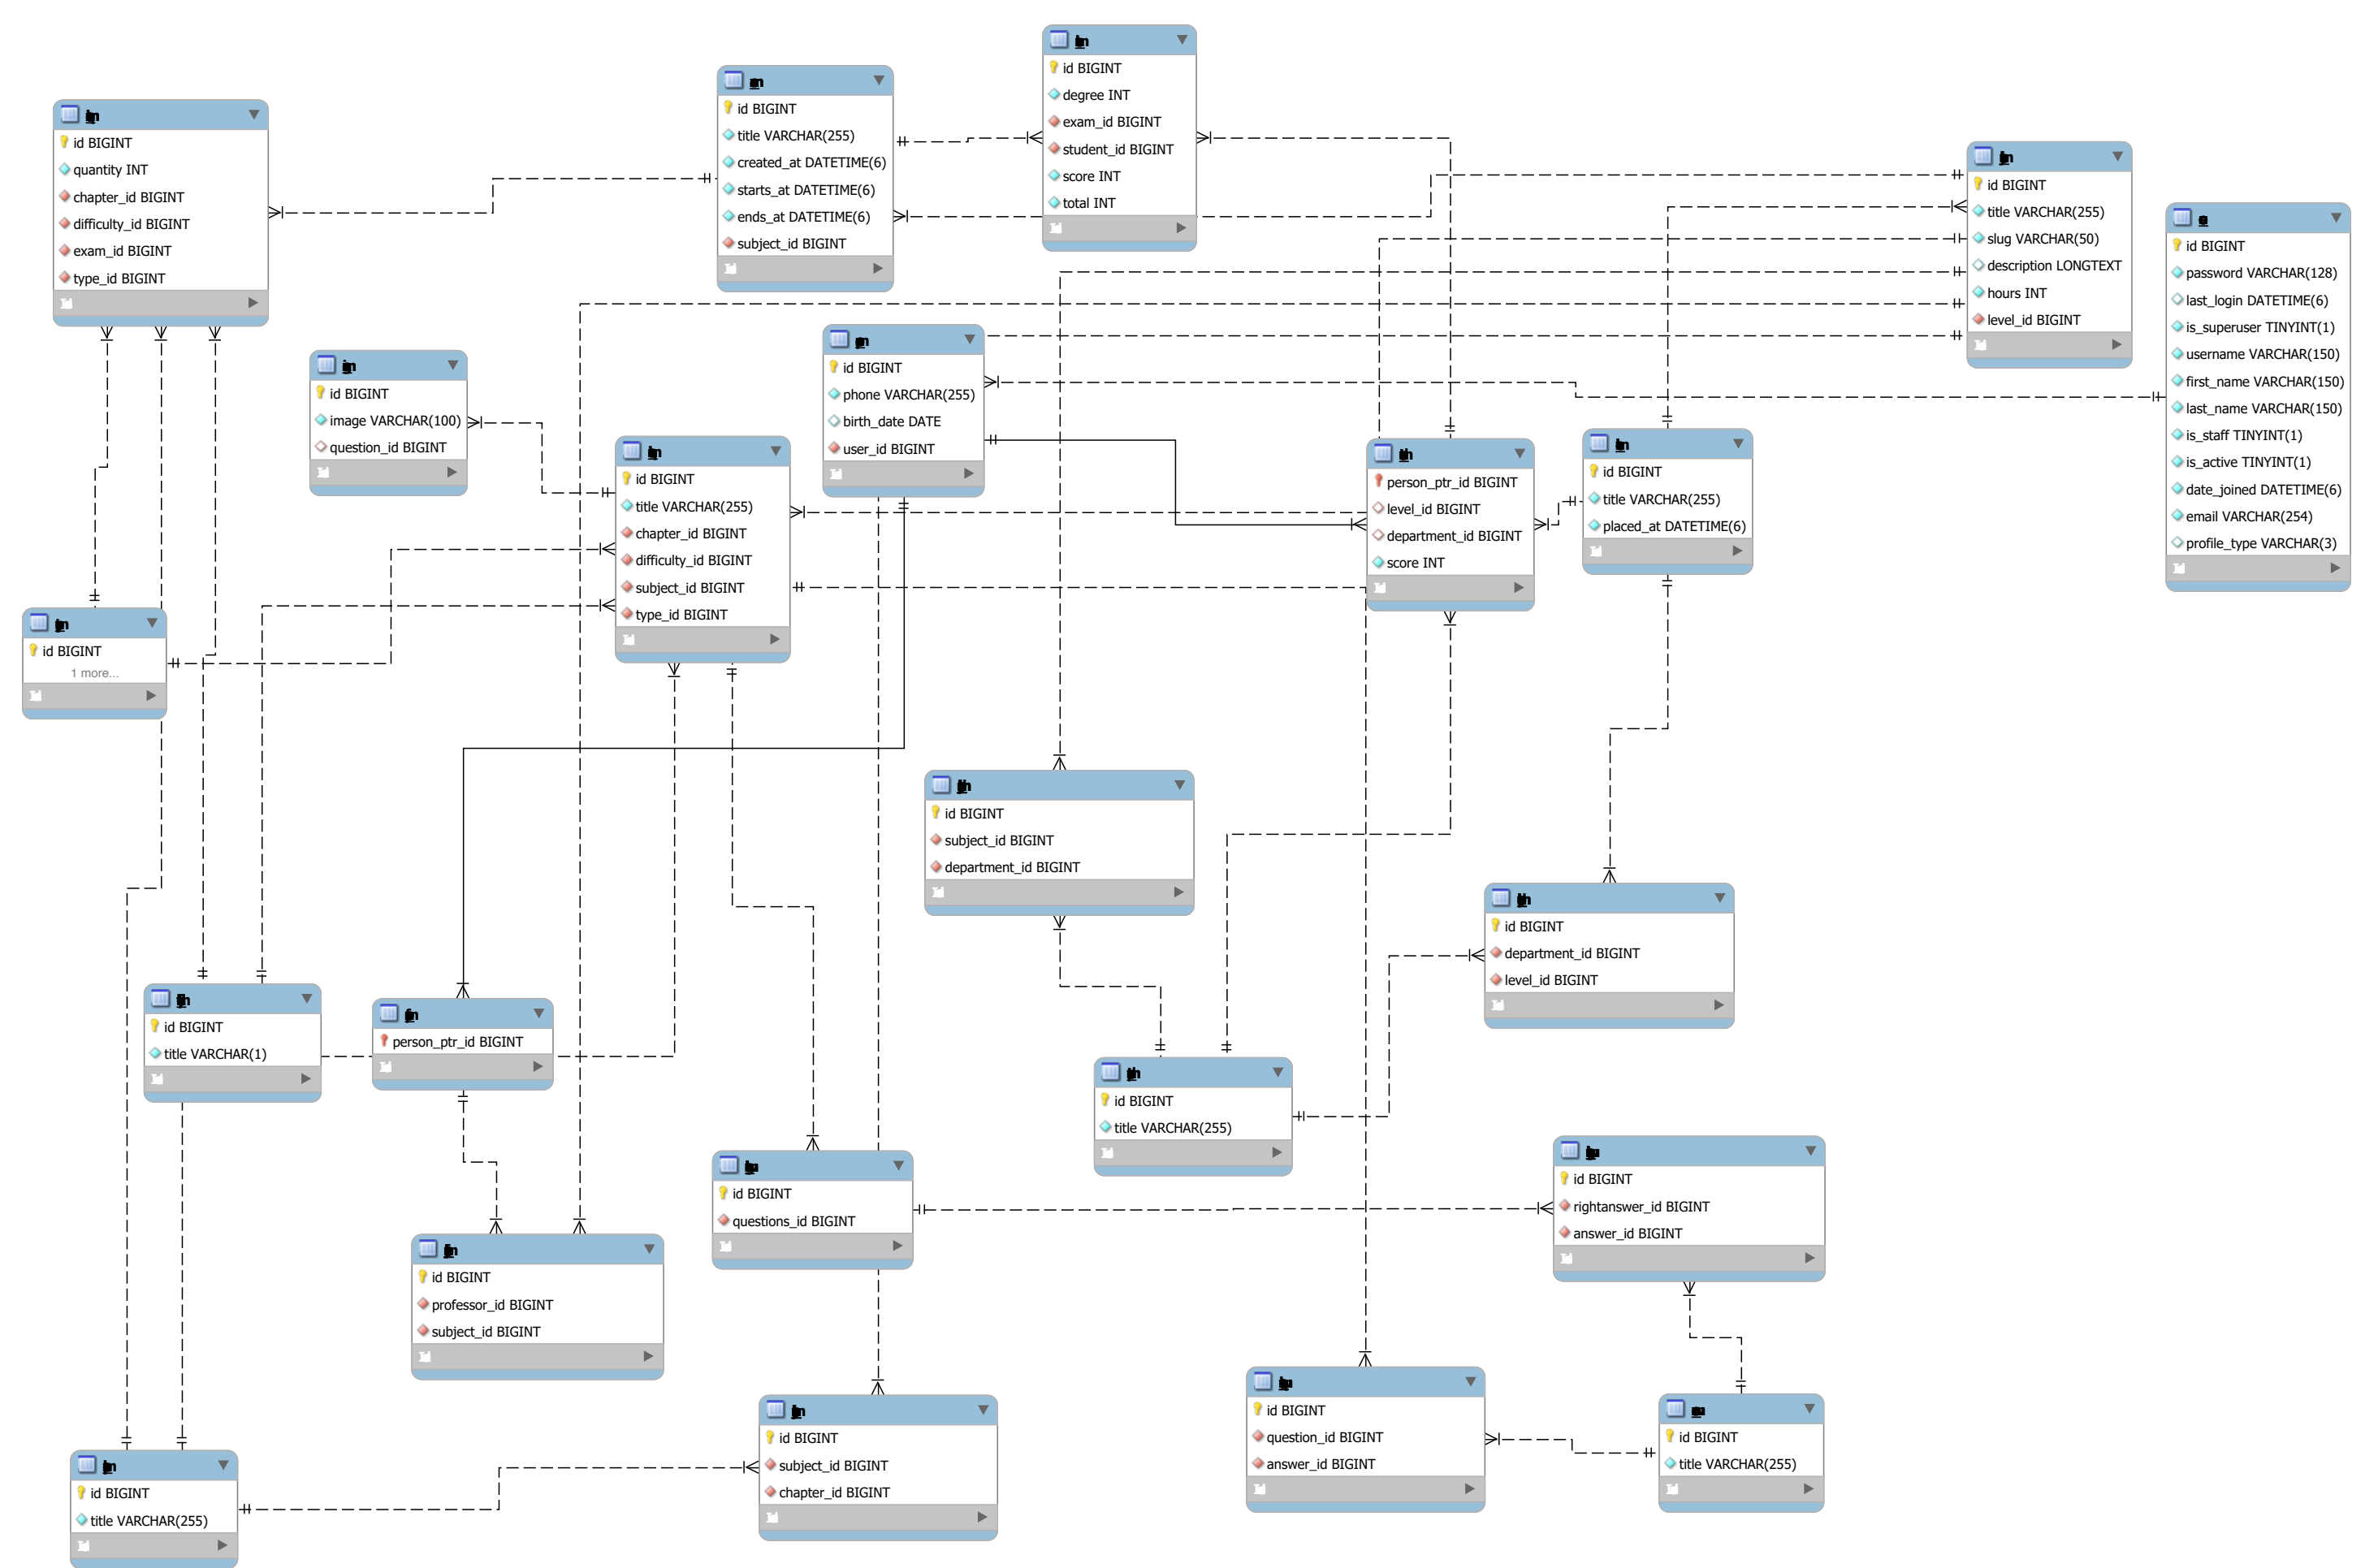 id BIGINT
degree INT
exam_id BIGINT
student_id BIGINT
score INT
total INT
id BIGINT
title VARCHAR(255)
created_at DATETIME(6)
starts_at DATETIME(6)
ends_at DATETIME(6)
subject_id BIGINT
id BIGINT
quantity INT
chapter_id BIGINT
difficulty_id BIGINT
exam_id BIGINT
type_id BIGINT
id BIGINT
title VARCHAR(255)
slug VARCHAR(50)
description LONGTEXT
hours INT
level_id BIGINT
id BIGINT
password VARCHAR(128)
last_login DATETIME(6)
is_superuser TINYINT(1)
username VARCHAR(150)
first_name VARCHAR(150)
last_name VARCHAR(150)
is_staff TINYINT(1)
is_active TINYINT(1)
date_joined DATETIME(6)
email VARCHAR(254)
profile_type VARCHAR(3)
id BIGINT
phone VARCHAR(255)
birth_date DATE
user_id BIGINT
id BIGINT
image VARCHAR(100)
question_id BIGINT
id BIGINT
title VARCHAR(255)
chapter_id BIGINT
difficulty_id BIGINT
subject_id BIGINT
type_id BIGINT
person_ptr_id BIGINT
level_id BIGINT
department_id BIGINT
score INT
id BIGINT
title VARCHAR(255)
placed_at DATETIME(6)
id BIGINT
1 more...
id BIGINT
subject_id BIGINT
department_id BIGINT
id BIGINT
department_id BIGINT
level_id BIGINT
id BIGINT
title VARCHAR(1)
person_ptr_id BIGINT
id BIGINT
title VARCHAR(255)
id BIGINT
rightanswer_id BIGINT
answer_id BIGINT
id BIGINT
questions_id BIGINT
id BIGINT
professor_id BIGINT
subject_id BIGINT
id BIGINT
question_id BIGINT
answer_id BIGINT
id BIGINT
title VARCHAR(255)
id BIGINT
subject_id BIGINT
chapter_id BIGINT
id BIGINT
title VARCHAR(255)